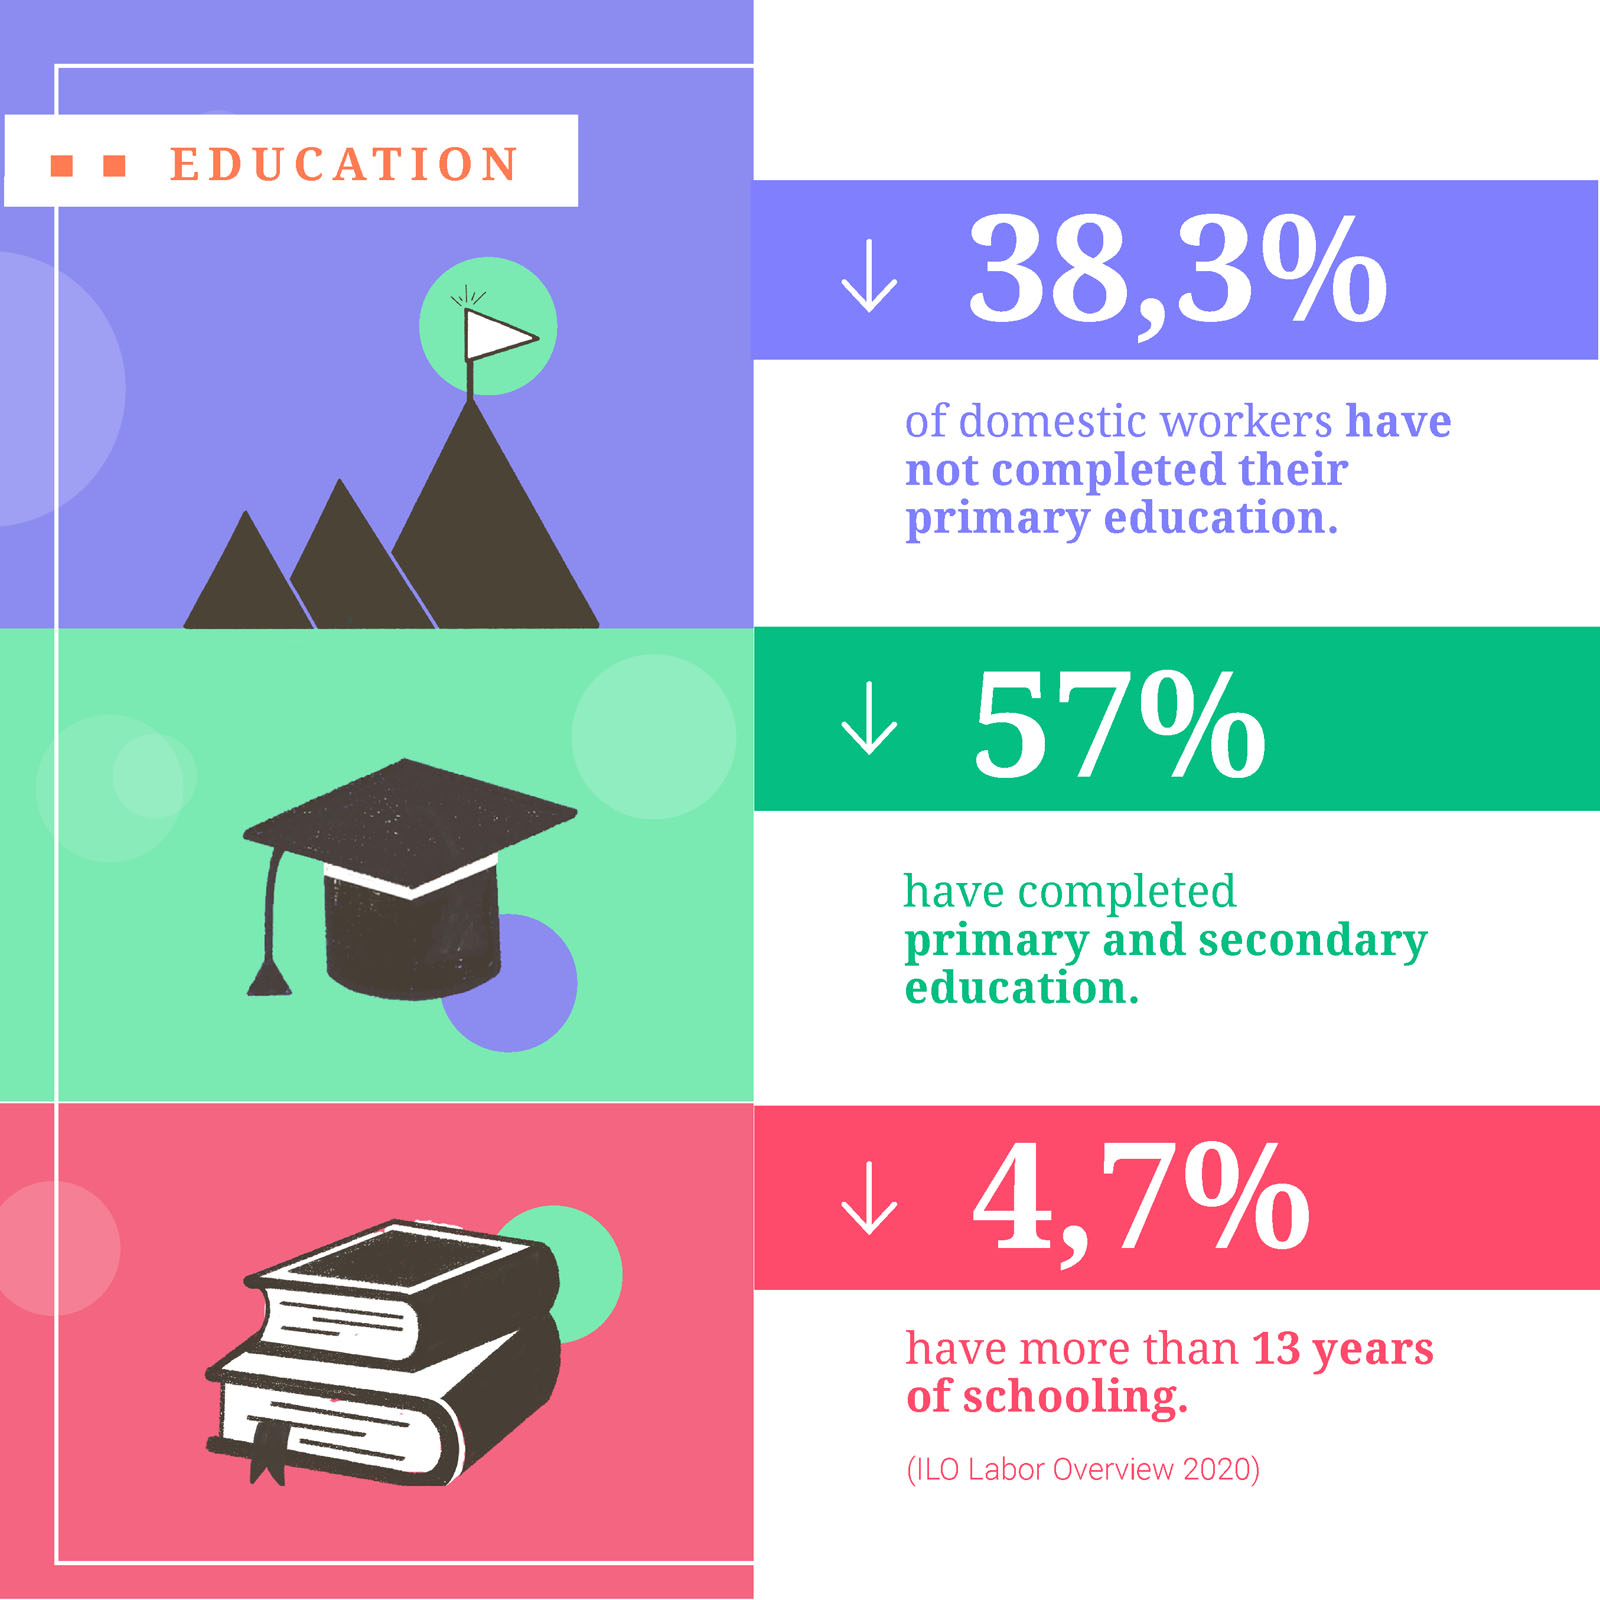 EDUCATION
38,3%
of domestic workers have
not completed their
primary education.
57%
have completed
primary and secondary
education.
4,7%
have more than 13 years
of schooling.
(ILO Labor Overview 2020)